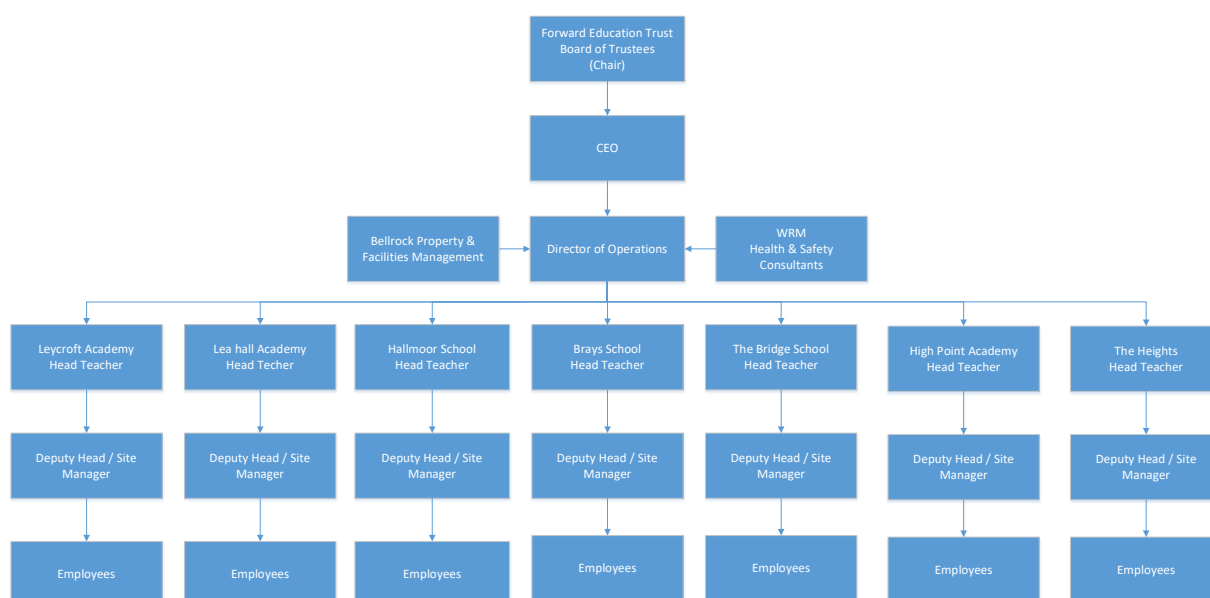 Forward Education Trust
Board of Trustees
(Chair)
CEO
Bellrock Property &
Facilities Management
Director of Operations
WRM
Health & Safety
Consultants
Leycroft Academy
Head Teacher
Lea hall Academy
Head Techer
Hallmoor School
Head Teacher
Brays School
Head Teacher
The Bridge School
Head Teacher
High Point Academy
Head Teacher
The Heights
Head Teacher
Deputy Head / Site
Manager
Deputy Head / Site
Manager
Deputy Head / Site
Manager
Deputy Head / Site
Manager
Deputy Head / Site
Manager
Deputy Head / Site
Manager
Deputy Head / Site
Manager
Employees
Employees
Employees
Employees
Employees
Employees
Employees